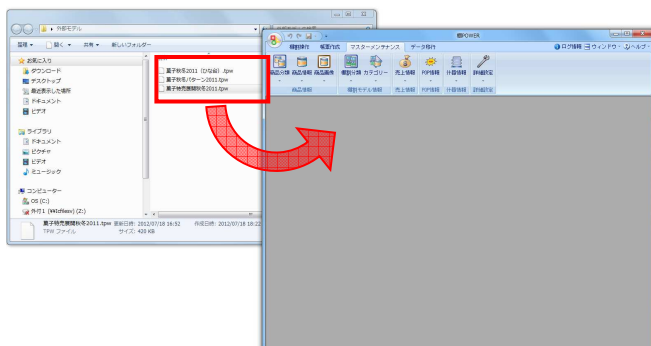 外部モデル
整理 開く 共有 新しいフォルダー
お気に入り
ダウンロード
デスクトップ
最近表示した場所
ドキュメント
ビデオ
ライブラリ
ドキュメント
ピクチャ
ビデオ
ミュージック
コンピューター
OS (C:)
菓子秋冬2011（ひな台）.tpw
菓子秋冬パターン2011.tpw
菓子特売展開秋冬2011.tpw
菓子特売展開秋冬2011.tpw 更新日時: 2012/07/18 16:52 作成日時: 2012/07/18 18:22
TPW ファイル サイズ: 420 KB
棚POWER
棚割操作 帳票作成 マスターメンテナンス データ移行
ログ情報 ウィンドウ ヘルプ
商品分類 商品情報 商品画像 棚割分類 カテゴリー 売上情報 POP情報 什器情報 詳細設定
商品情報 棚割モデル情報 売上情報 POP情報 什器情報 詳細設定